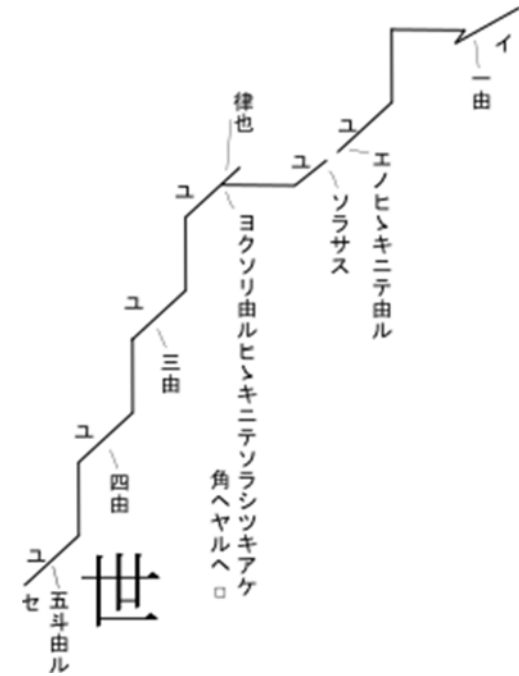 イ
一由
ユ
エノヒヽキニテ由ル
ユ
ソラサス
律也
ユ
ヨクソリ由ルヒヽキニテソラシツキアケ
角ヘヤルヘ□
ユ
三由
ユ
四由
ユ
五斗由ル
セ
世